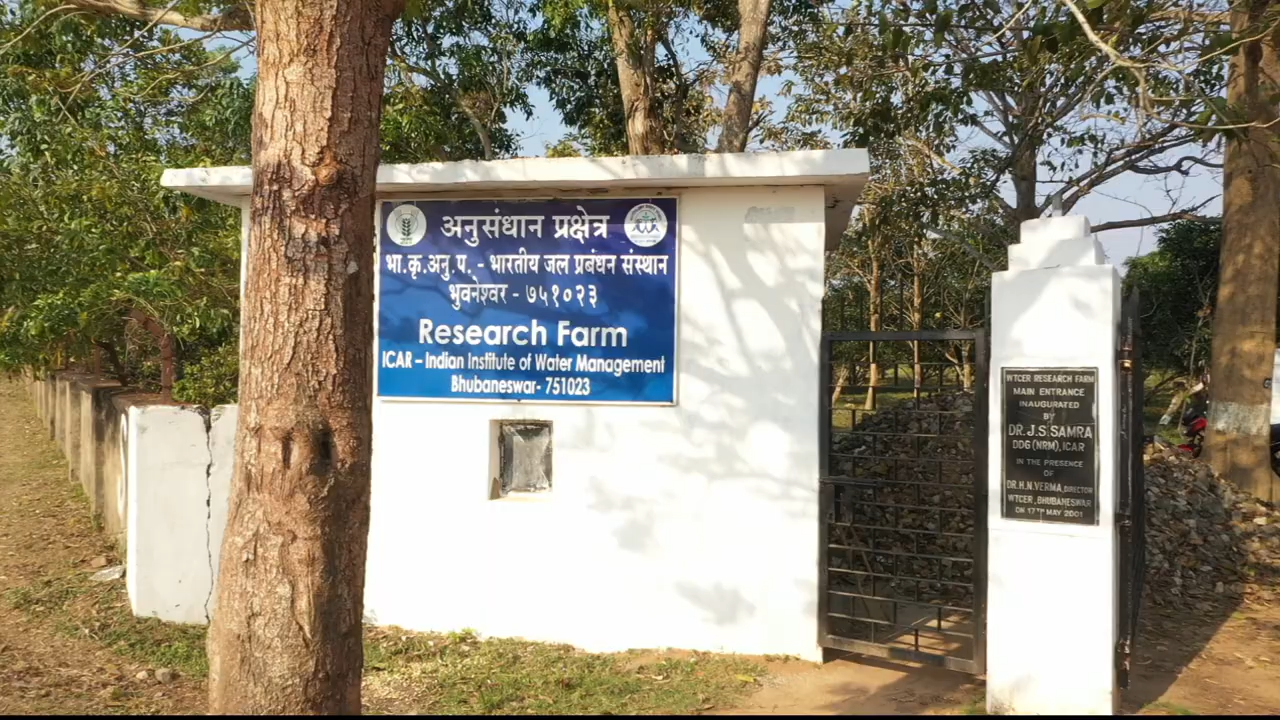 अनुसंधान प्रक्षेत्र
भा.कृ.अनु.प. - भारतीय जल प्रबंधन संस्थान
भुवनेश्वर - ७५१०२३
Research Farm
ICAR – Indian Institute of Water Management
Bhubaneswar- 751023
WTCER RESEARCH FARM
MAIN ENTRANCE
INAUGURATED
BY
DR.J.S.SAMRA
DDG (NRM), ICAR
IN THE PRESENCE
OF
DR.H.N.VERMA, DIRECTOR
WTCER, BHUBANESWAR
ON 17TH MAY 2001